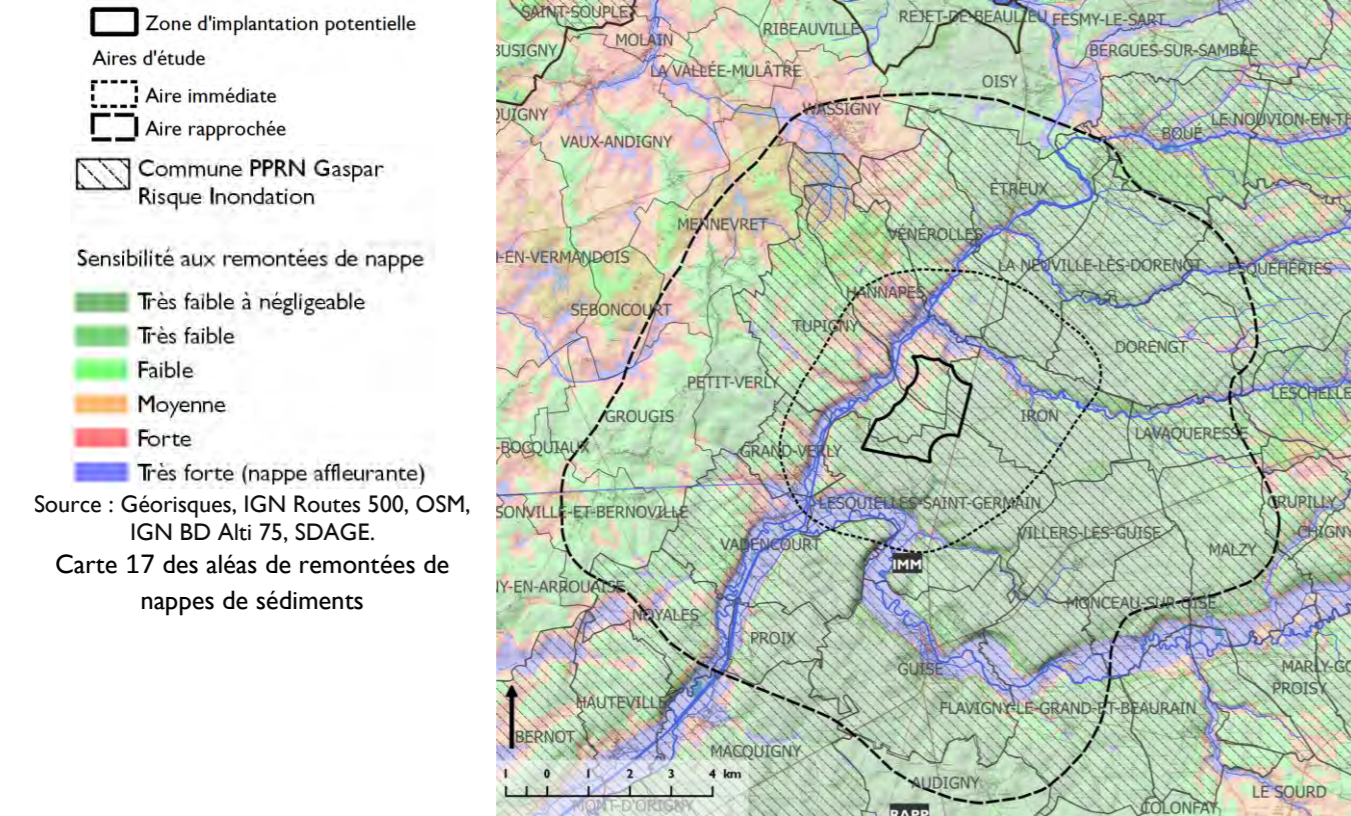 Zone d'implantation potentielle
Aires d'étude
Aire immédiate
Aire rapprochée
Commune PPRN Gaspar
Risque Inondation
Sensibilité aux remontées de nappe
Très faible à négligeable
Très faible
Faible
Moyenne
Forte
Très forte (nappe affleurante)
Source : Géorisques, IGN Routes 500, OSM,
IGN BD Alti 75, SDAGE.
Carte 17 des aléas de remontées de
nappes de sédiments
SAINT-SOUPLET
RIBEAUVILLE
REJET-DE-BEAULIEU
FESMY-LE-SART
BUSIGNY
MOLAIN
BERGUES-SUR-SAMBRE
LA VALLÉE-MULÂTRE
OISY
WASSIGNY
VAUX-ANDIGNY
BOUÉ
ÉTREUX
MENNEVRET
VÉNEROLLES
-EN-VERMANDOIS
LA NEUVILLE-LÈS-DORENGT
ESQUÉHÉRIES
HANNAPES
SEBONCOURT
TUPIGNY
DORENGT
PETIT-VERLY
LESCHELLE
GROUGIS
IRON
LAVAQUERESSE
-BOCQUIAUX
GRAND-VERLY
LESQUIELLES-SAINT-GERMAIN
CRUPILLY
SONVILLE-ET-BERNOVILLE
VILLERS-LES-GUISE
CHIGNY
VADENCOURT
MALZY
IMM
Y-EN-ARROUAISE
MONCEAU-SUR-OISE
NOYALES
PROIX
GUISE
MARLY-GO
PROISY
HAUTEVILLE
FLAVIGNY-LE-GRAND-ET-BEAURAIN
BERNOT
MACQUIGNY
1 0 1 2 3 4 km
AUDIGNY
LE SOURD
MONT-D'ORIGNY
RAPP
COLONFAY